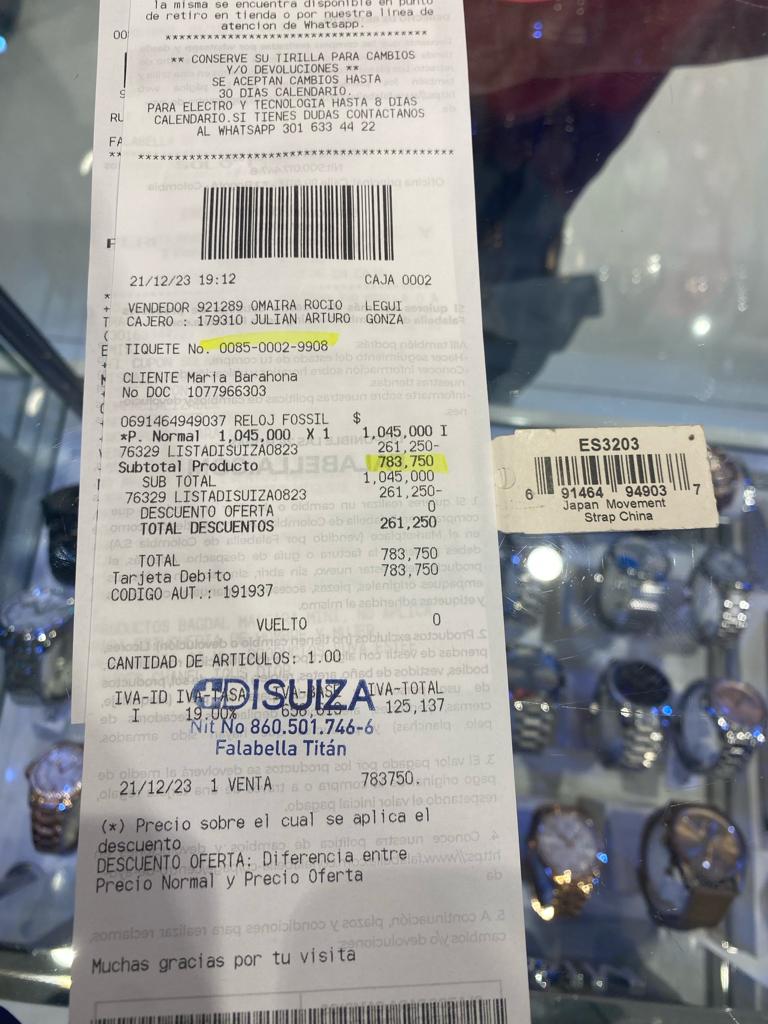 la misma se encuentra disponible en punto
de retiro en tienda o por nuestra linea de
atencion de Whatsapp.
******************************************
** CONSERVE SU TIRILLA PARA CAMBIOS
Y/O DEVOLUCIONES **
SE ACEPTAN CAMBIOS HASTA
30 DIAS CALENDARIO.
PARA ELECTRO Y TECNOLOGIA HASTA 8 DIAS
CALENDARIO.SI TIENES DUDAS CONTACTANOS
AL WHATSAPP 301 633 44 22
******************************************
21/12/23 19:12 CAJA 0002
VENDEDOR 921289 OMAIRA ROCIO LEGUI
CAJERO : 179310 JULIAN ARTURO GONZA
TIQUETE No. 0085-0002-9908
CLIENTE Maria Barahona
No DOC 1077966303
0691464949037 RELOJ FOSSIL $
*P. Normal 1,045,000 X 1 1,045,000 I
76329 LISTADISUIZA0823 261,250-
Subtotal Producto 783,750
SUB TOTAL 1,045,000
76329 LISTADISUIZA0823 261,250-
DESCUENTO OFERTA 0
TOTAL DESCUENTOS 261,250
TOTAL 783,750
Tarjeta Debito 783,750
CODIGO AUT.: 191937
VUELTO 0
CANTIDAD DE ARTICULOS: 1.00
IVA-ID IVA-TASA IVA-BASE IVA-TOTAL
I 19.00% 125,137
DISUIZA
Nit No 860.501.746-6
Falabella Titán
21/12/23 1 VENTA 783750.
(*) Precio sobre el cual se aplica el
descuento
DESCUENTO OFERTA: Diferencia entre
Precio Normal y Precio Oferta
Muchas gracias por tu visita
ES3203
6 91464 94903 7
Japan Movement
Strap China